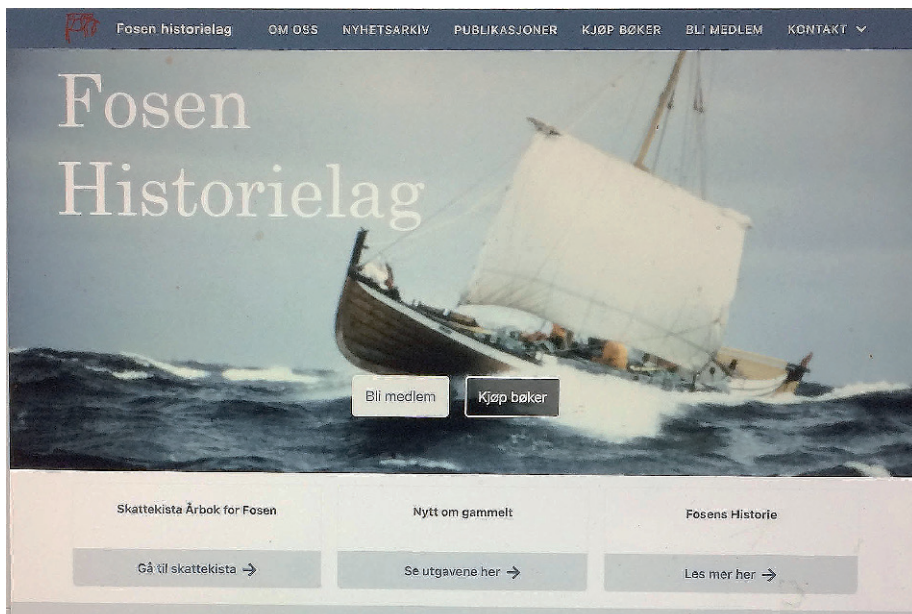 Fosen historielag OM OSS NYHETSARKIV PUBLIKASJONER KJØP BØKER BLI MEDLEM KONTAKT
Fosen
Historielag
Bli medlem Kjøp bøker
Skattekista Årbok for Fosen Nytt om gammelt Fosens Historie
Gå til skattekista → Se utgavene her → Les mer her →